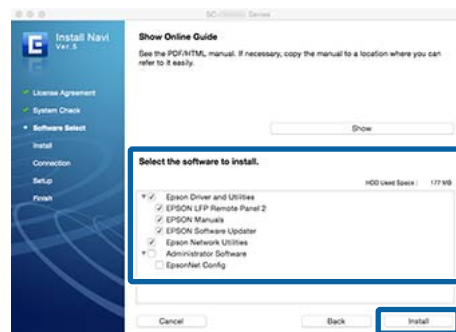 SC- Series
Install Navi
Ver.5
License Agreement
System Check
Software Select
Install
Connection
Setup
Finish
Show Online Guide
See the PDF/HTML manual. If necessary, copy the manual to a location where you can
refer to it easily.
Show
Select the software to install.
HDD Used Space : 177 MB
Epson Driver and Utilities
EPSON LFP Remote Panel 2
EPSON Manuals
EPSON Software Updater
Epson Network Utilities
Administrator Software
EpsonNet Config
Cancel
Back
Install